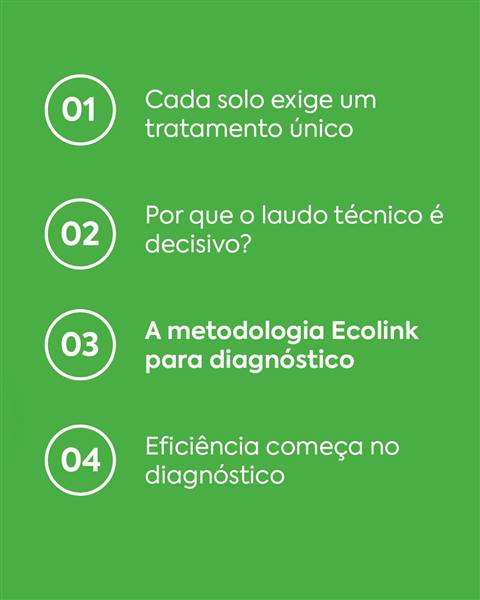 01
Cada solo exige um
tratamento único
02
Por que o laudo técnico é
decisivo?
03
A metodologia Ecolink
para diagnóstico
04
Eficiência começa no
diagnóstico